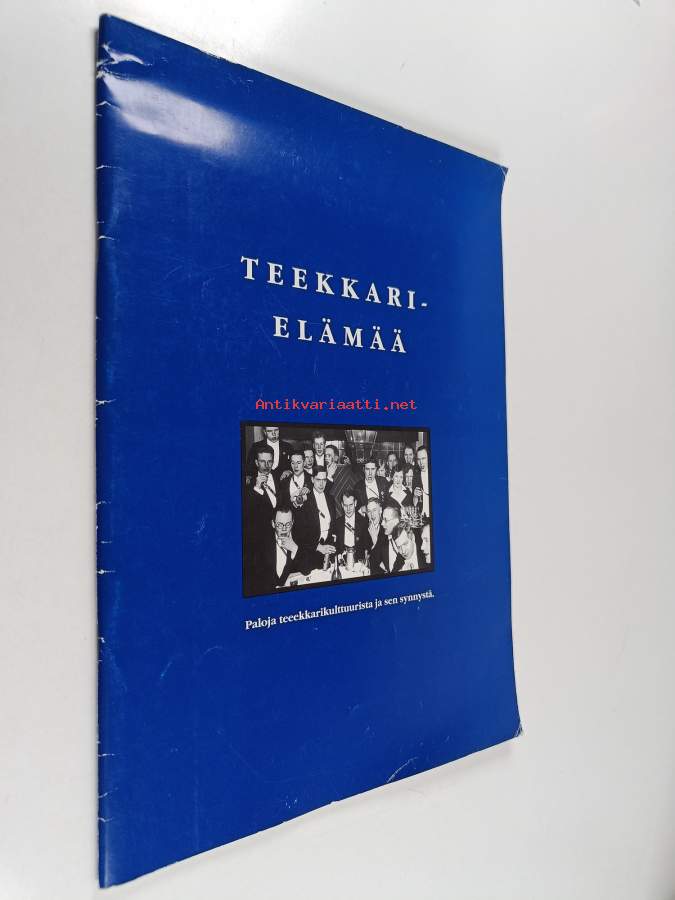 TEEKKARI-
ELÄMÄÄ
Antikvariaatti.net
Paloja teeekkarikulttuurista ja sen synnystä.